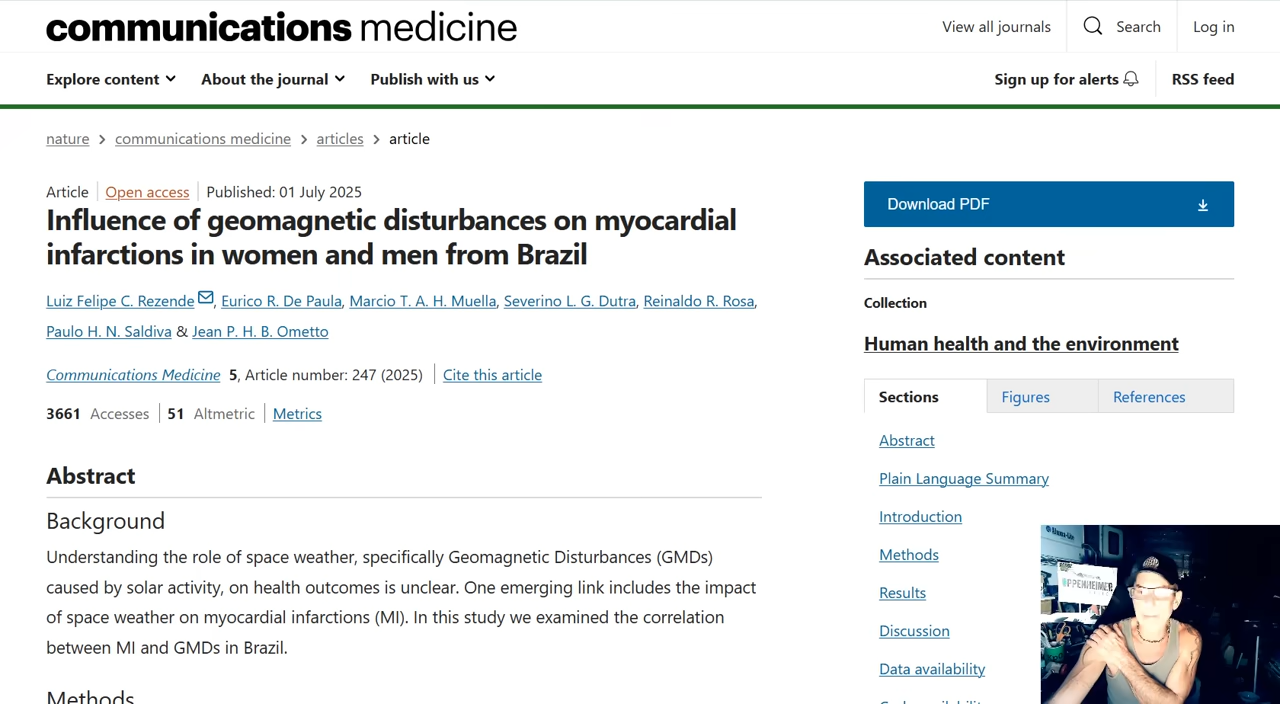 communications medicine
View all journals
Search
Log in
Explore content
About the journal
Publish with us
Sign up for alerts
RSS feed
nature > communications medicine > articles > article
Article | Open access | Published: 01 July 2025
Influence of geomagnetic disturbances on myocardial
infarctions in women and men from Brazil
Luiz Felipe C. Rezende, Eurico R. De Paula, Marcio T. A. H. Muella, Severino L. G. Dutra, Reinaldo R. Rosa,
Paulo H. N. Saldiva & Jean P. H. B. Ometto
Communications Medicine 5, Article number: 247 (2025) | Cite this article
3661 Accesses | 51 Altmetric | Metrics
Abstract
Background
Understanding the role of space weather, specifically Geomagnetic Disturbances (GMDs)
caused by solar activity, on health outcomes is unclear. One emerging link includes the impact
of space weather on myocardial infarctions (MI). In this study we examined the correlation
between MI and GMDs in Brazil.
Methods
Download PDF
Associated content
Collection
Human health and the environment
Sections
Figures
References
Abstract
Plain Language Summary
Introduction
Methods
Results
Discussion
Data availability
OPPENHEIMER